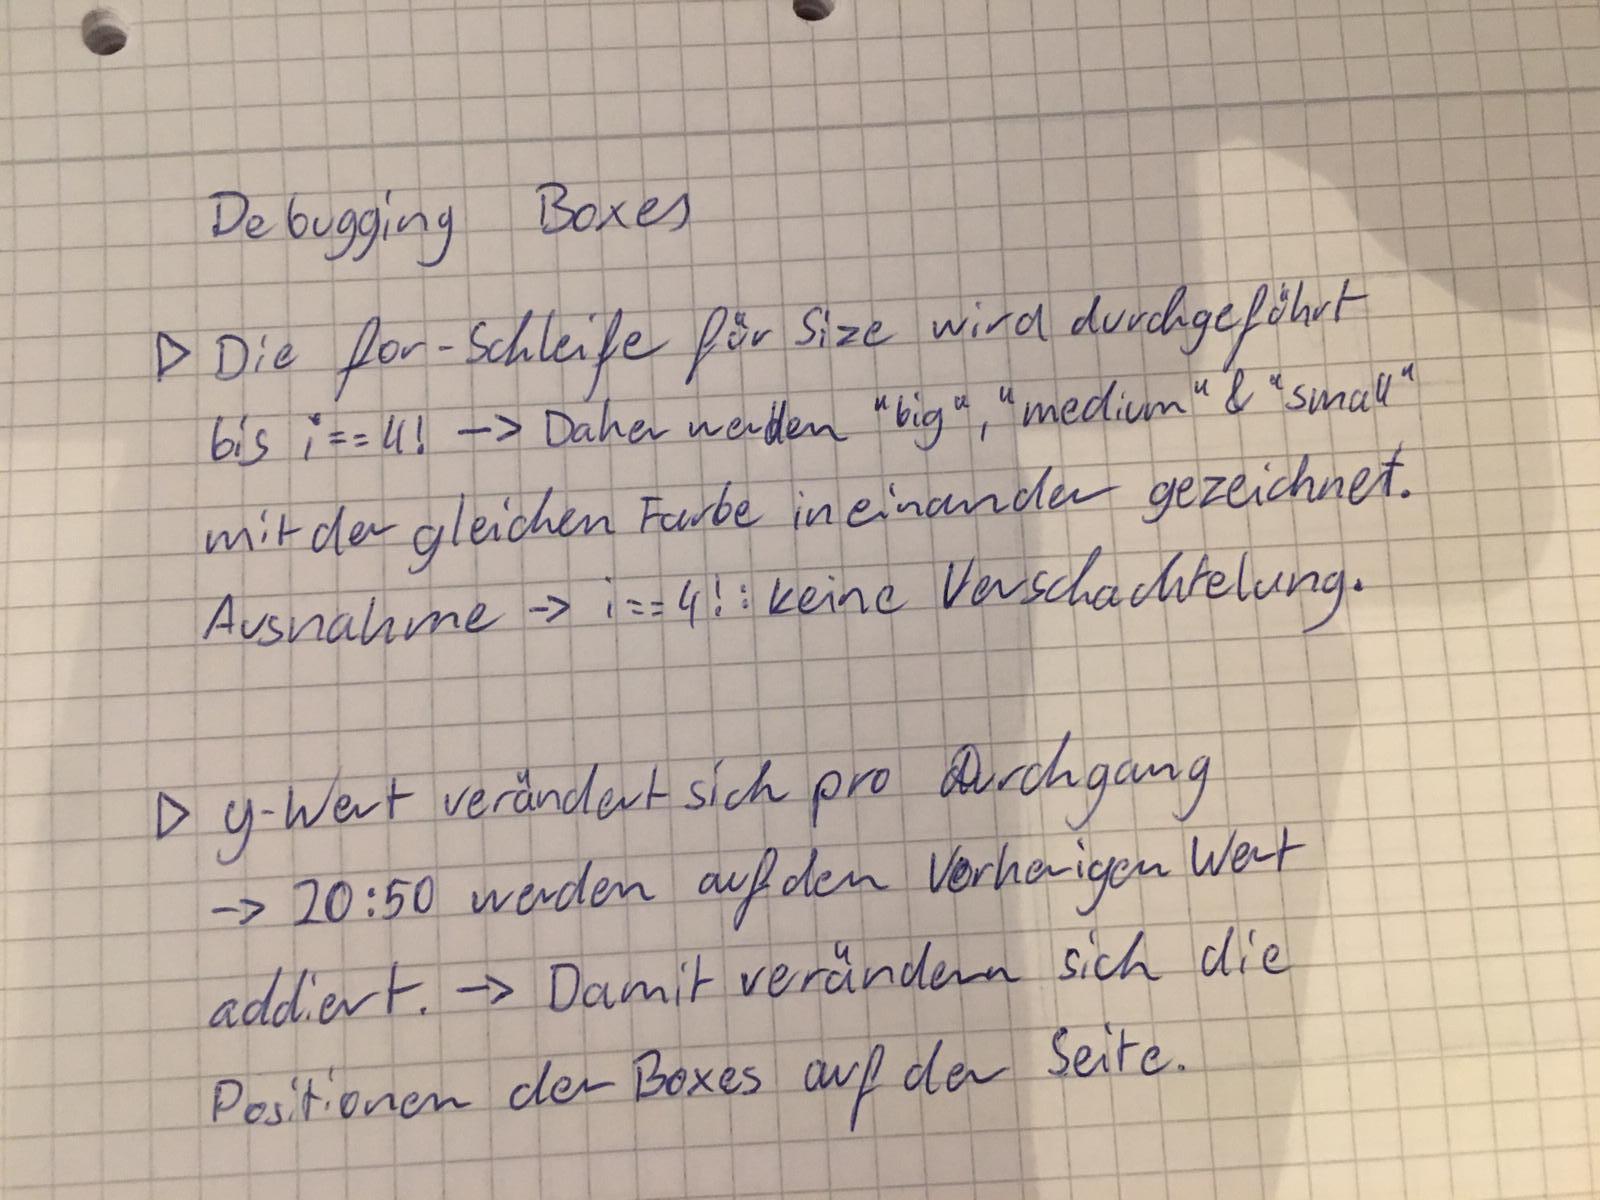 Debugging Boxes
▷ Die for-Schleife für Size wird durchgeführt
bis i==4! -> Daher werden "big", "medium" & "small"
mit der gleichen Farbe ineinander gezeichnet.
Ausnahme -> i==4!: keine Verschachtelung.
▷ y-Wert verändert sich pro Durchgang
-> 20:50 werden auf den Vorherigen Wert
addiert. -> Damit verändern sich die
Positionen der Boxes auf der Seite.